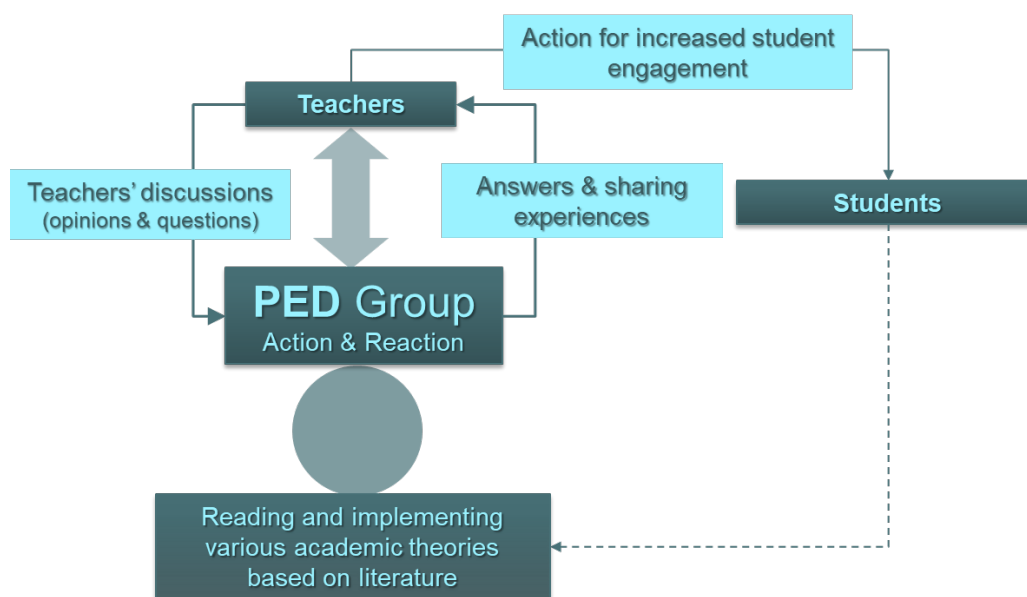 Action for increased student
engagement
Teachers
Teachers’ discussions
(opinions & questions)
Answers & sharing
experiences
Students
PED Group
Action & Reaction
Reading and implementing
various academic theories
based on literature